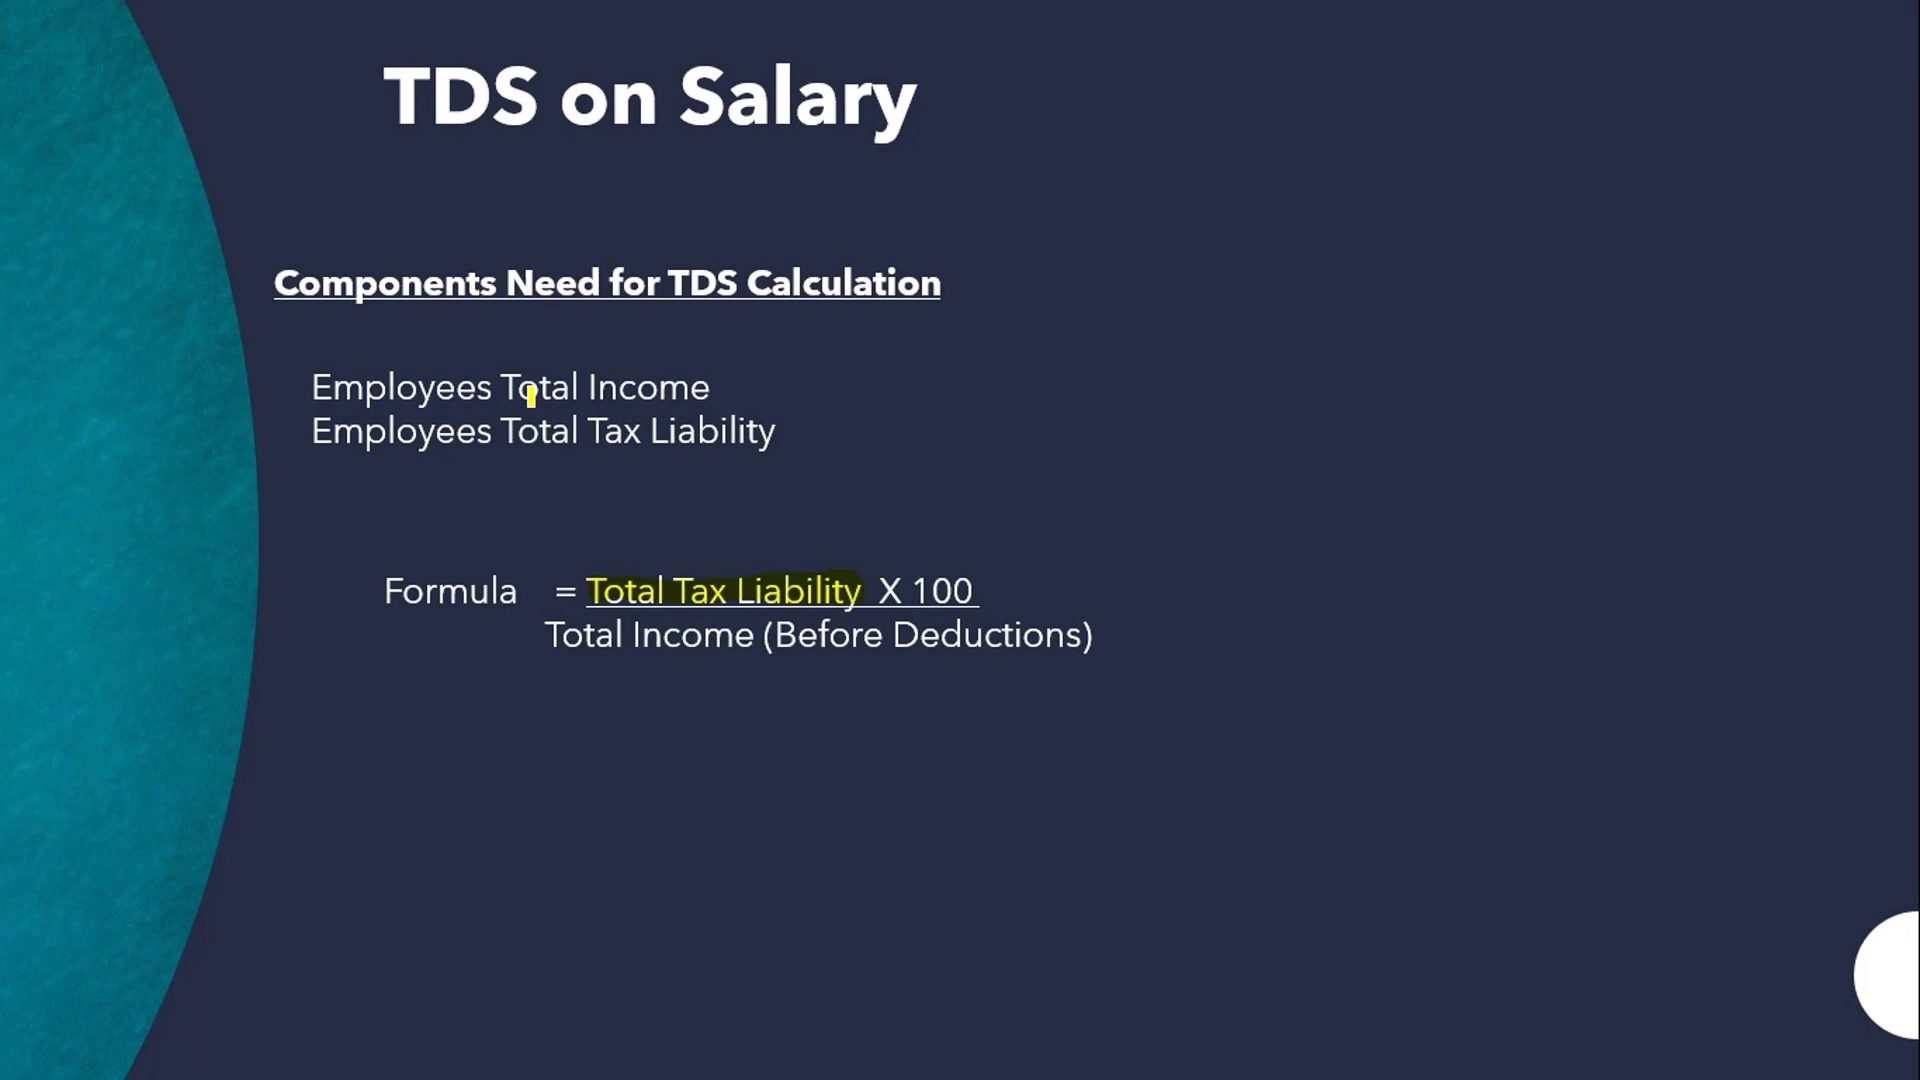 TDS on Salary
Components Need for TDS Calculation
Employees Total Income
Employees Total Tax Liability
Formula = Total Tax Liability X 100
Total Income (Before Deductions)